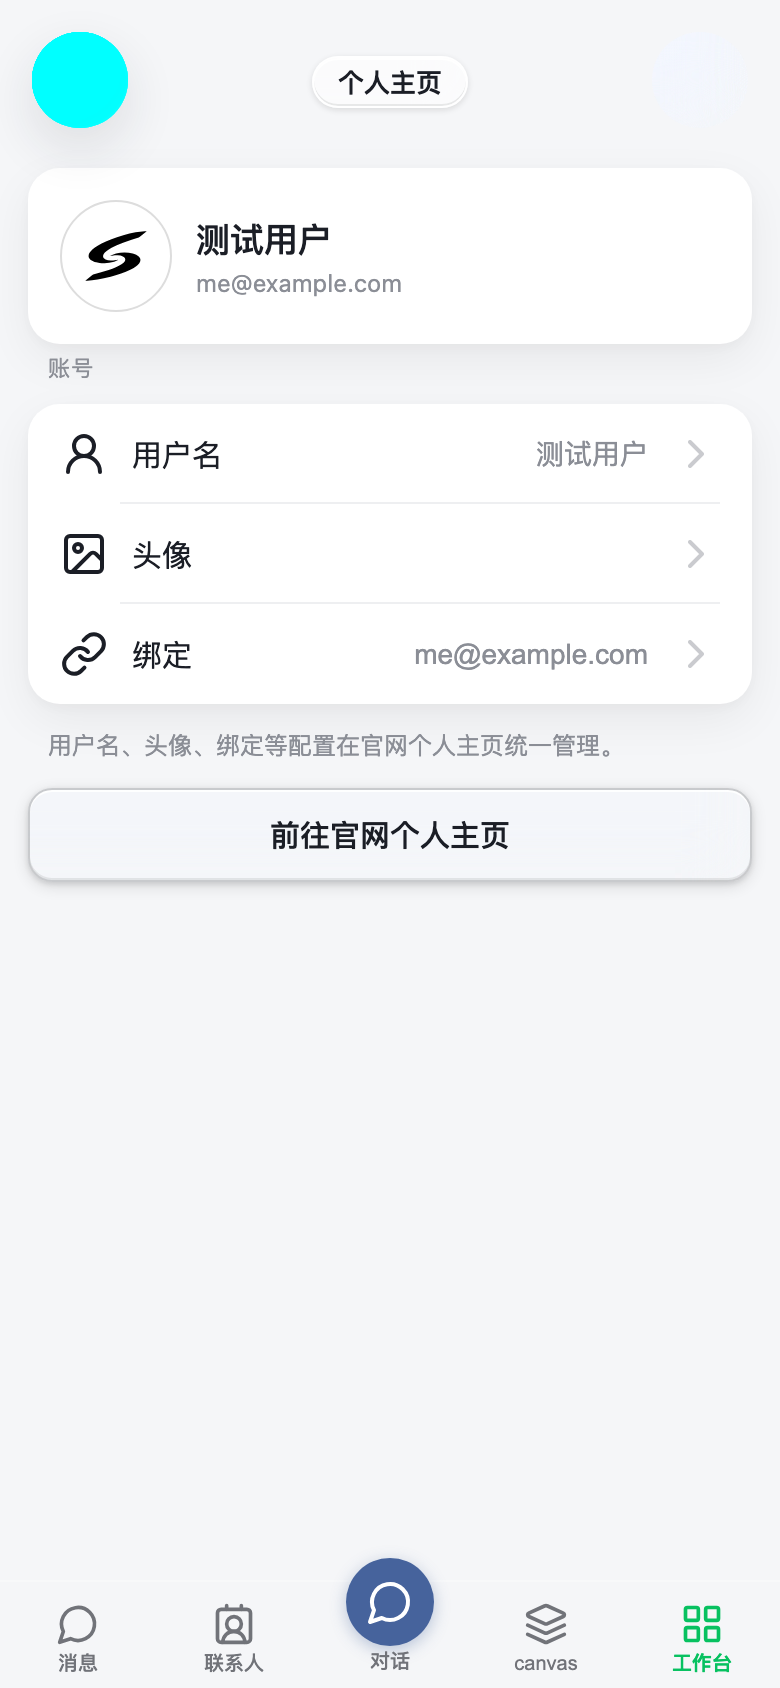 个人主页
测试用户
me@example.com
账号
用户名 测试用户
头像
绑定 me@example.com
用户名、头像、绑定等配置在官网个人主页统一管理。
前往官网个人主页
消息 联系人 对话 canvas 工作台